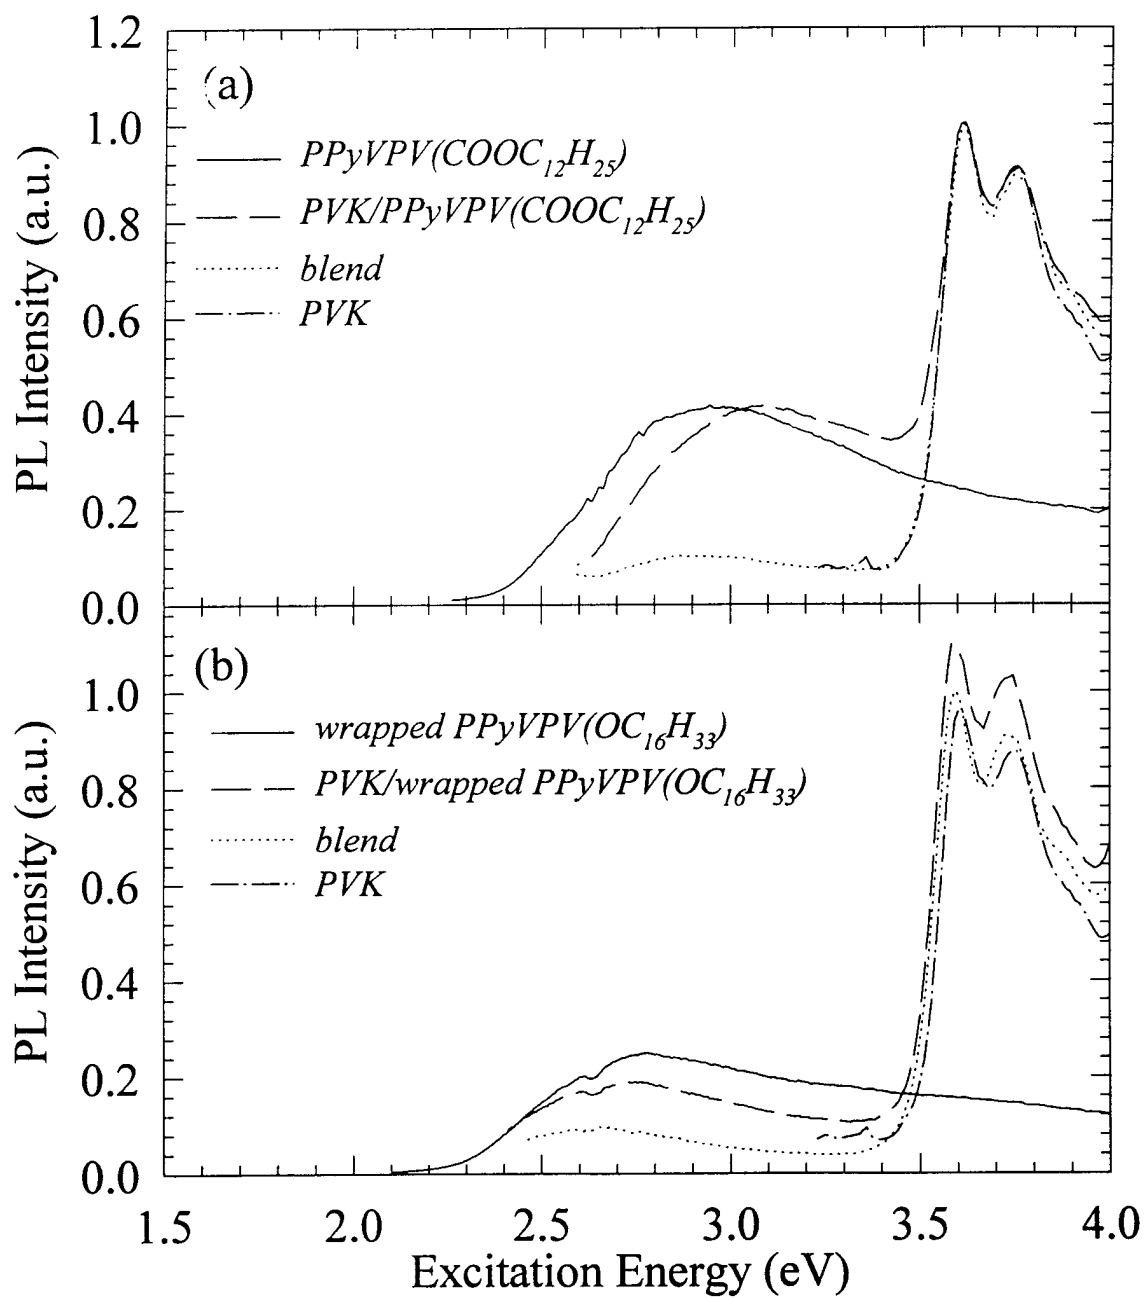 1.2
(a)
1.0
PPyVPV(COOC12H25)
PVK/PPyVPV(COOC12H25)
0.8
blend
PVK
0.6
0.4
0.2
0.0
PL Intensity (a.u.)
(b)
1.0
wrapped PPyVPV(OC16H33)
PVK/wrapped PPyVPV(OC16H33)
0.8
blend
PVK
0.6
0.4
0.2
0.0
PL Intensity (a.u.)
1.5 2.0 2.5 3.0 3.5 4.0
Excitation Energy (eV)